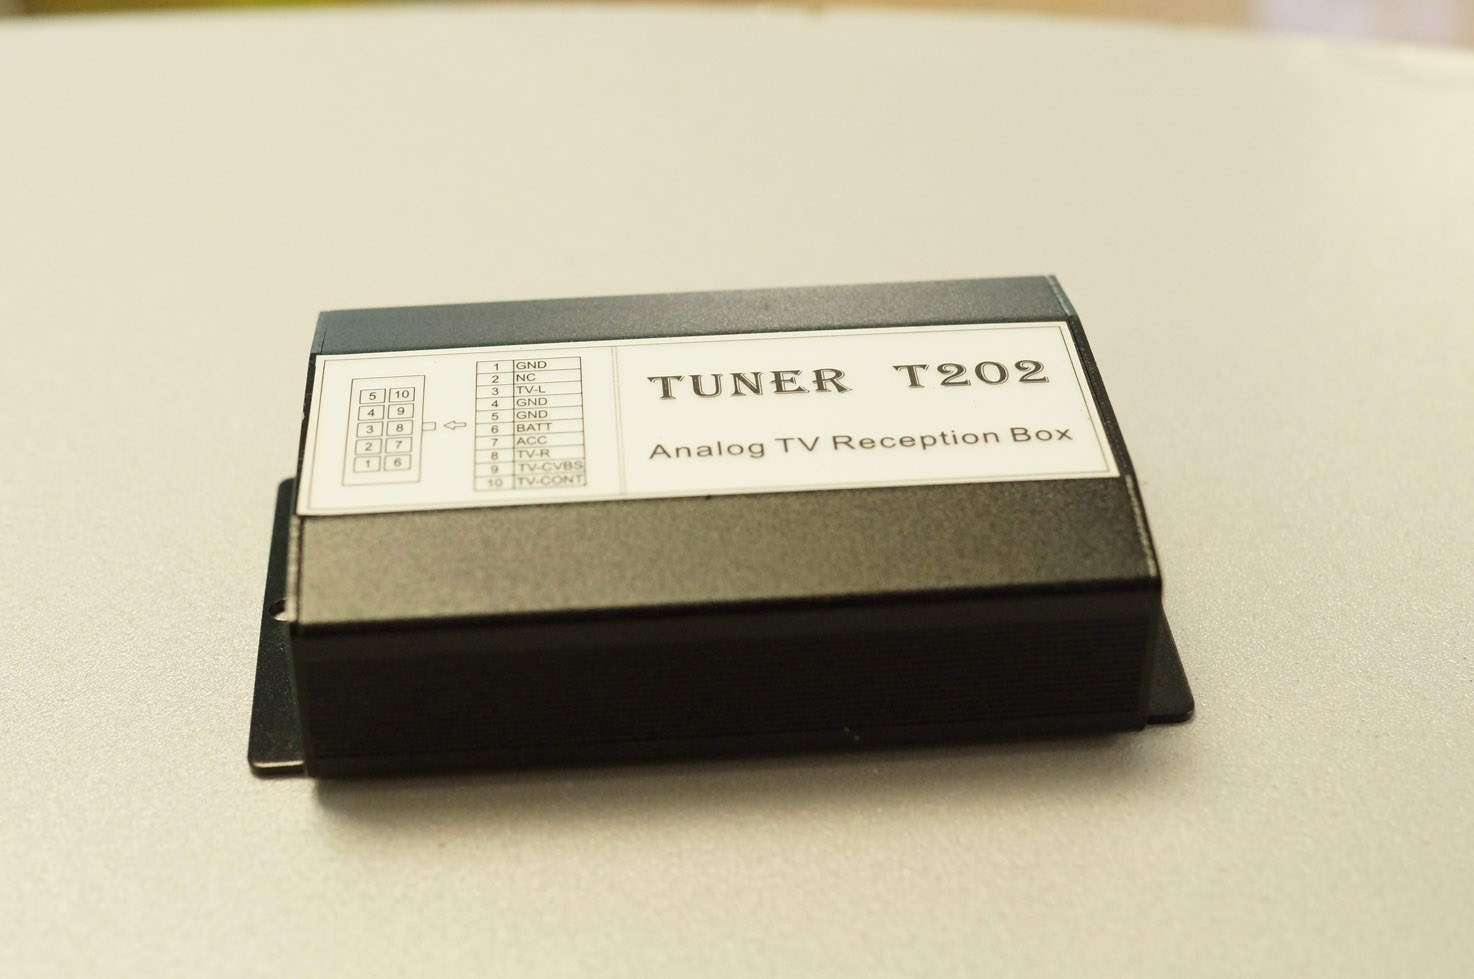 5 10
4 9
3 8
2 7
1 6
1 GND
2 NC
3 TV-L
4 GND
5 GND
6 BATT
7 ACC
8 TV-R
9 TV-CVBS
10 TV-CONT
TUNER T202
Analog TV Reception Box